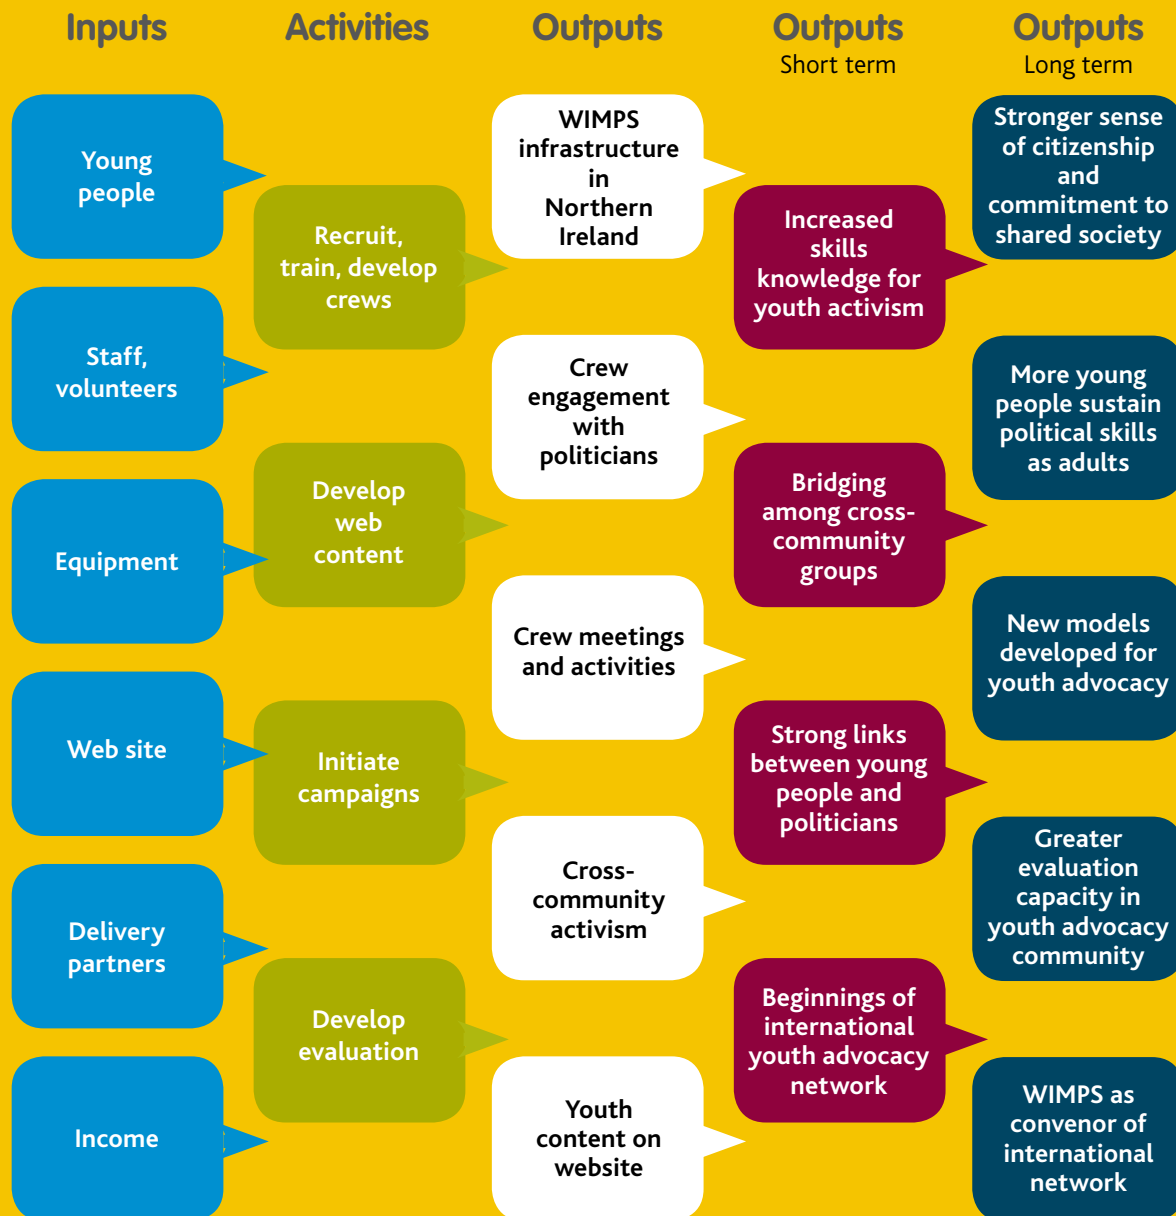 Inputs
Activities
Outputs
Outputs
Short term
Outputs
Long term
Young
people
Staff,
volunteers
Equipment
Web site
Delivery
partners
Income
Recruit,
train, develop
crews
Develop
web
content
Initiate
campaigns
Develop
evaluation
WIMPS
infrastructure
in
Northern
Ireland
Crew
engagement
with
politicians
Crew meetings
and activities
Cross-
community
activism
Youth
content on
website
Increased
skills
knowledge for
youth activism
Bridging
among cross-
community
groups
Strong links
between young
people and
politicians
Beginnings of
international
youth advocacy
network
Stronger sense
of citizenship
and
commitment to
shared society
More young
people sustain
political skills
as adults
New models
developed for
youth advocacy
Greater
evaluation
capacity in
youth advocacy
community
WIMPS as
convenor of
international
network